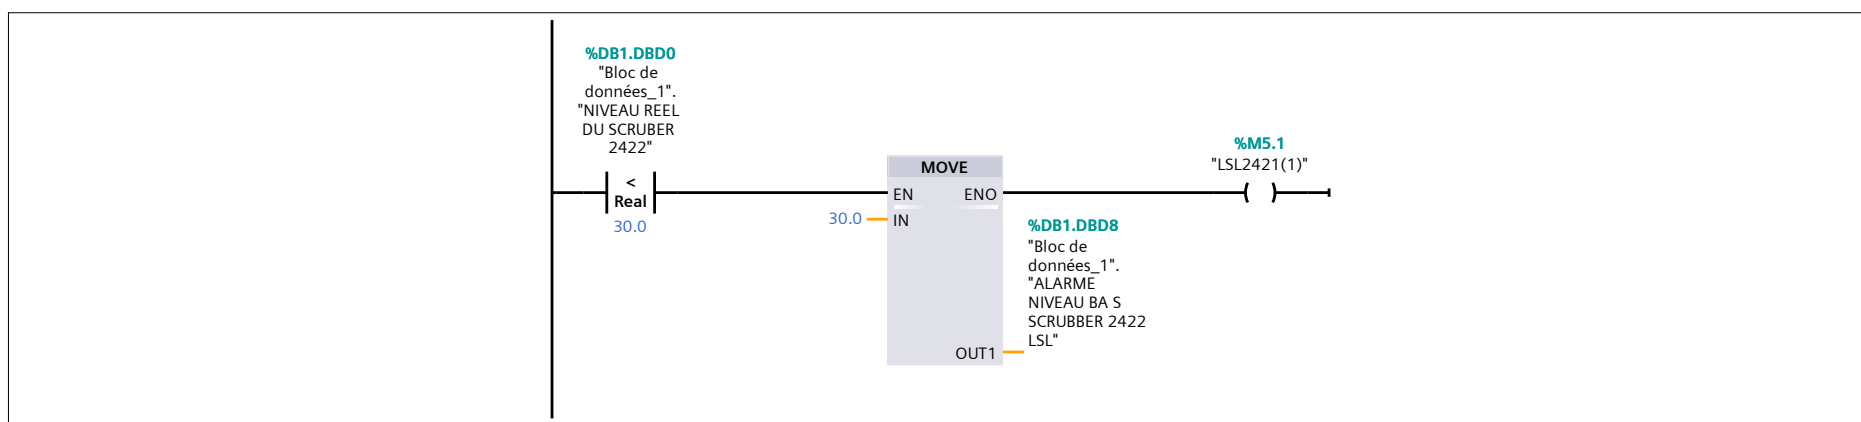 %DB1.DBD0
"Bloc de
données_1".
"NIVEAU REEL
DU SCRUBER
2422"
<
Real
30.0
MOVE
EN
ENO
30.0
IN
OUT1
%DB1.DBD8
"Bloc de
données_1".
"ALARME
NIVEAU BA S
SCRUBBER 2422
LSL"
%M5.1
"LSL2421(1)"
( )